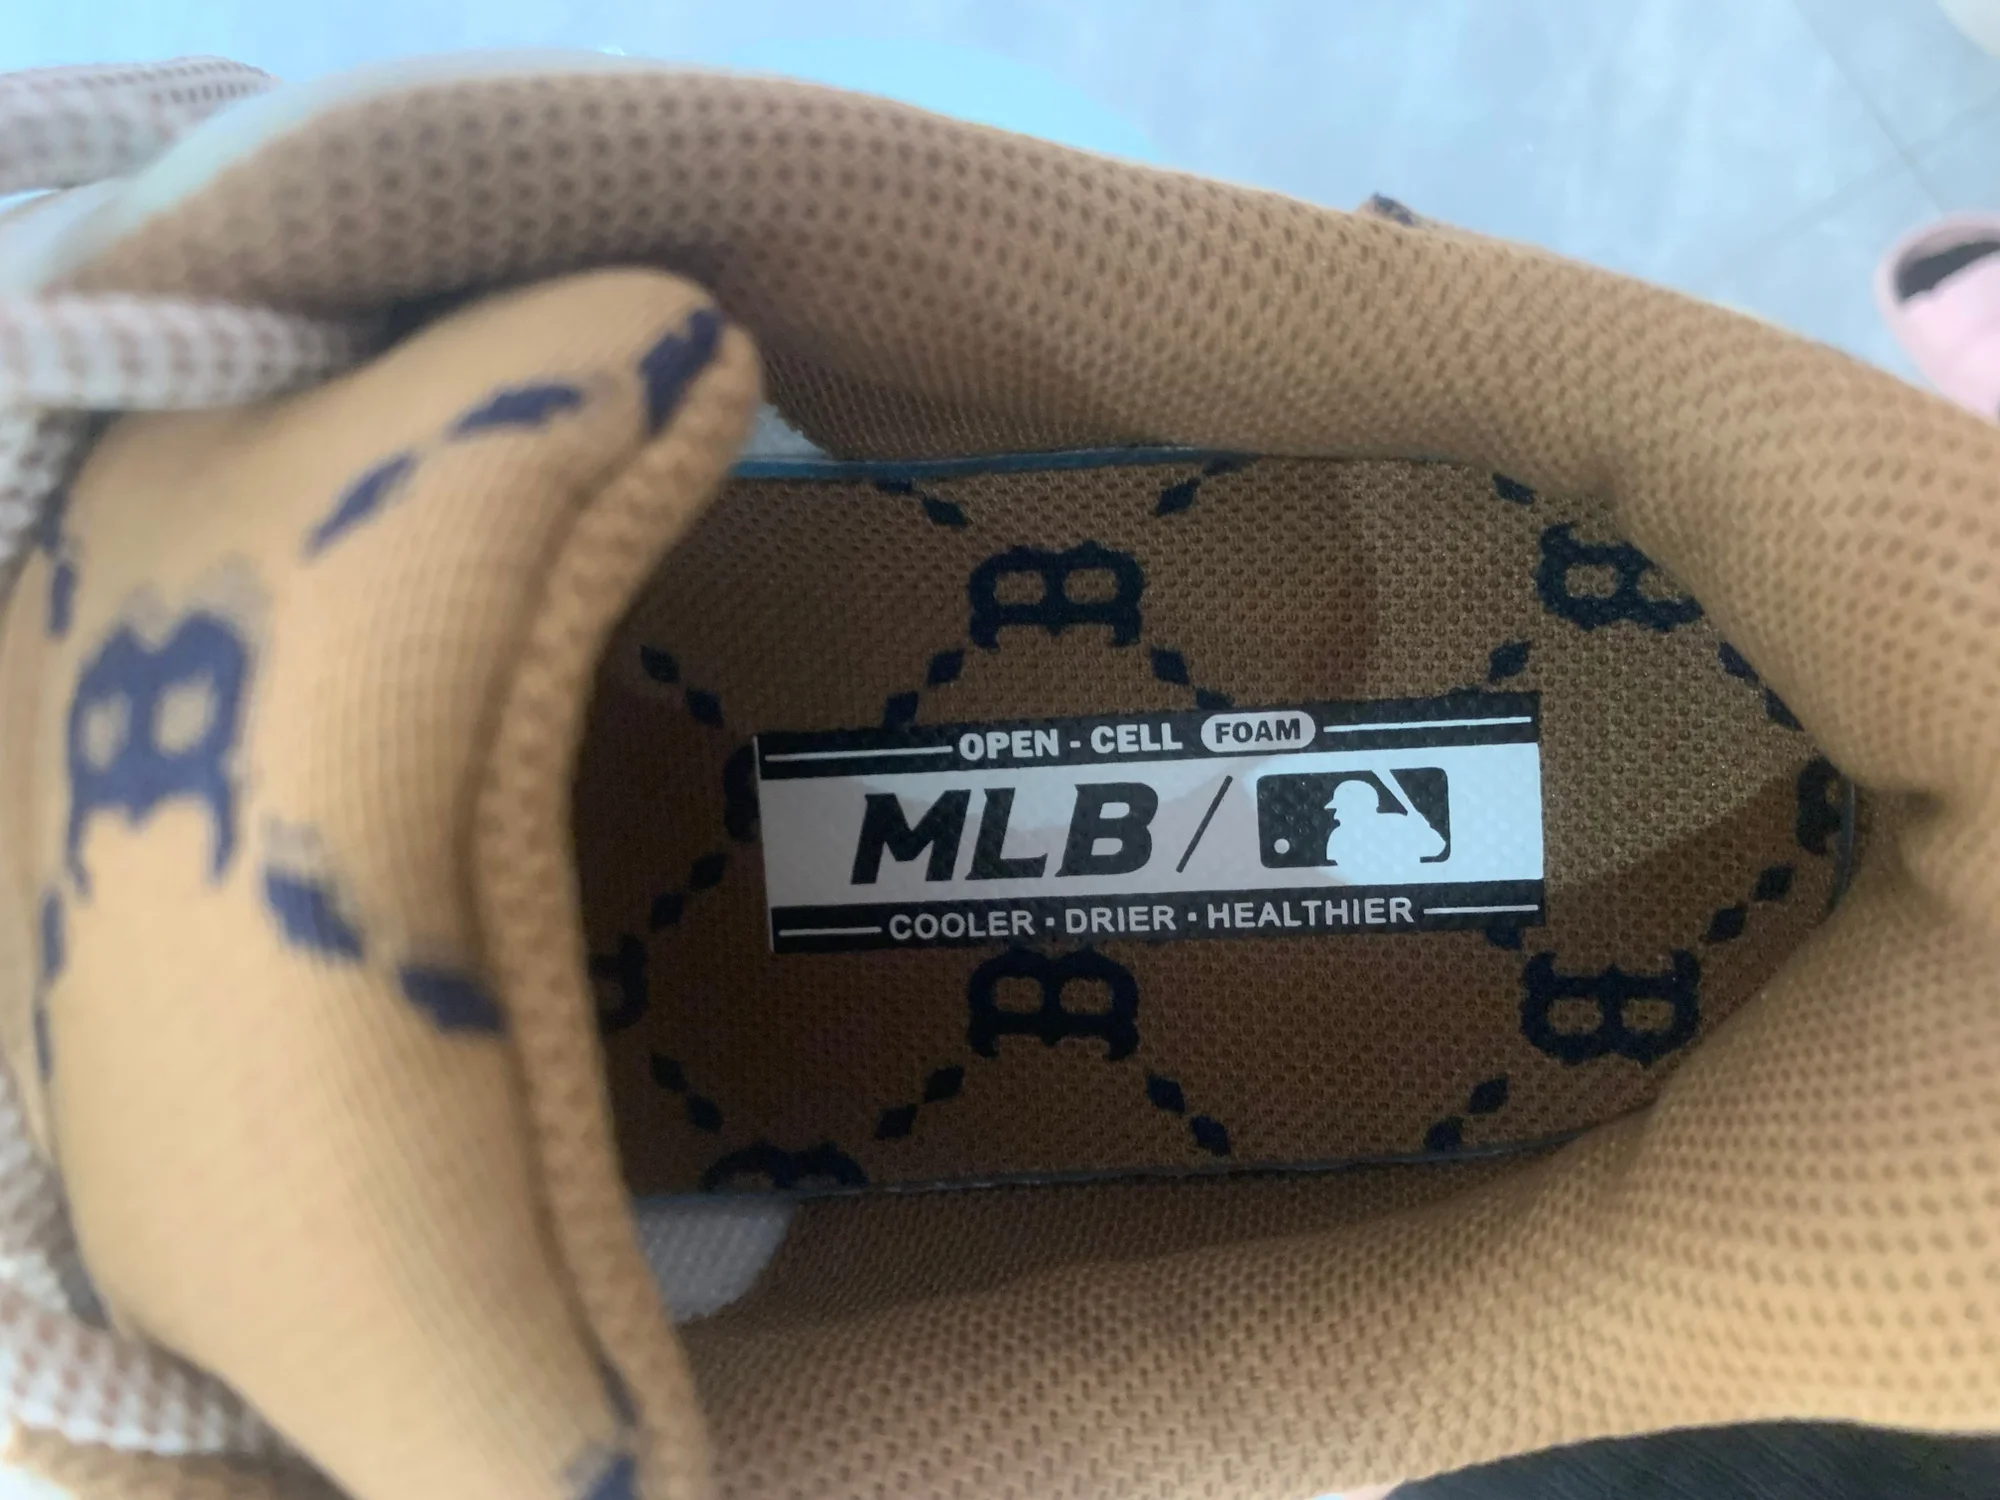 OPEN - CELL FOAM
MLB /
COOLER · DRIER · HEALTHIER
B
B
B
B
B